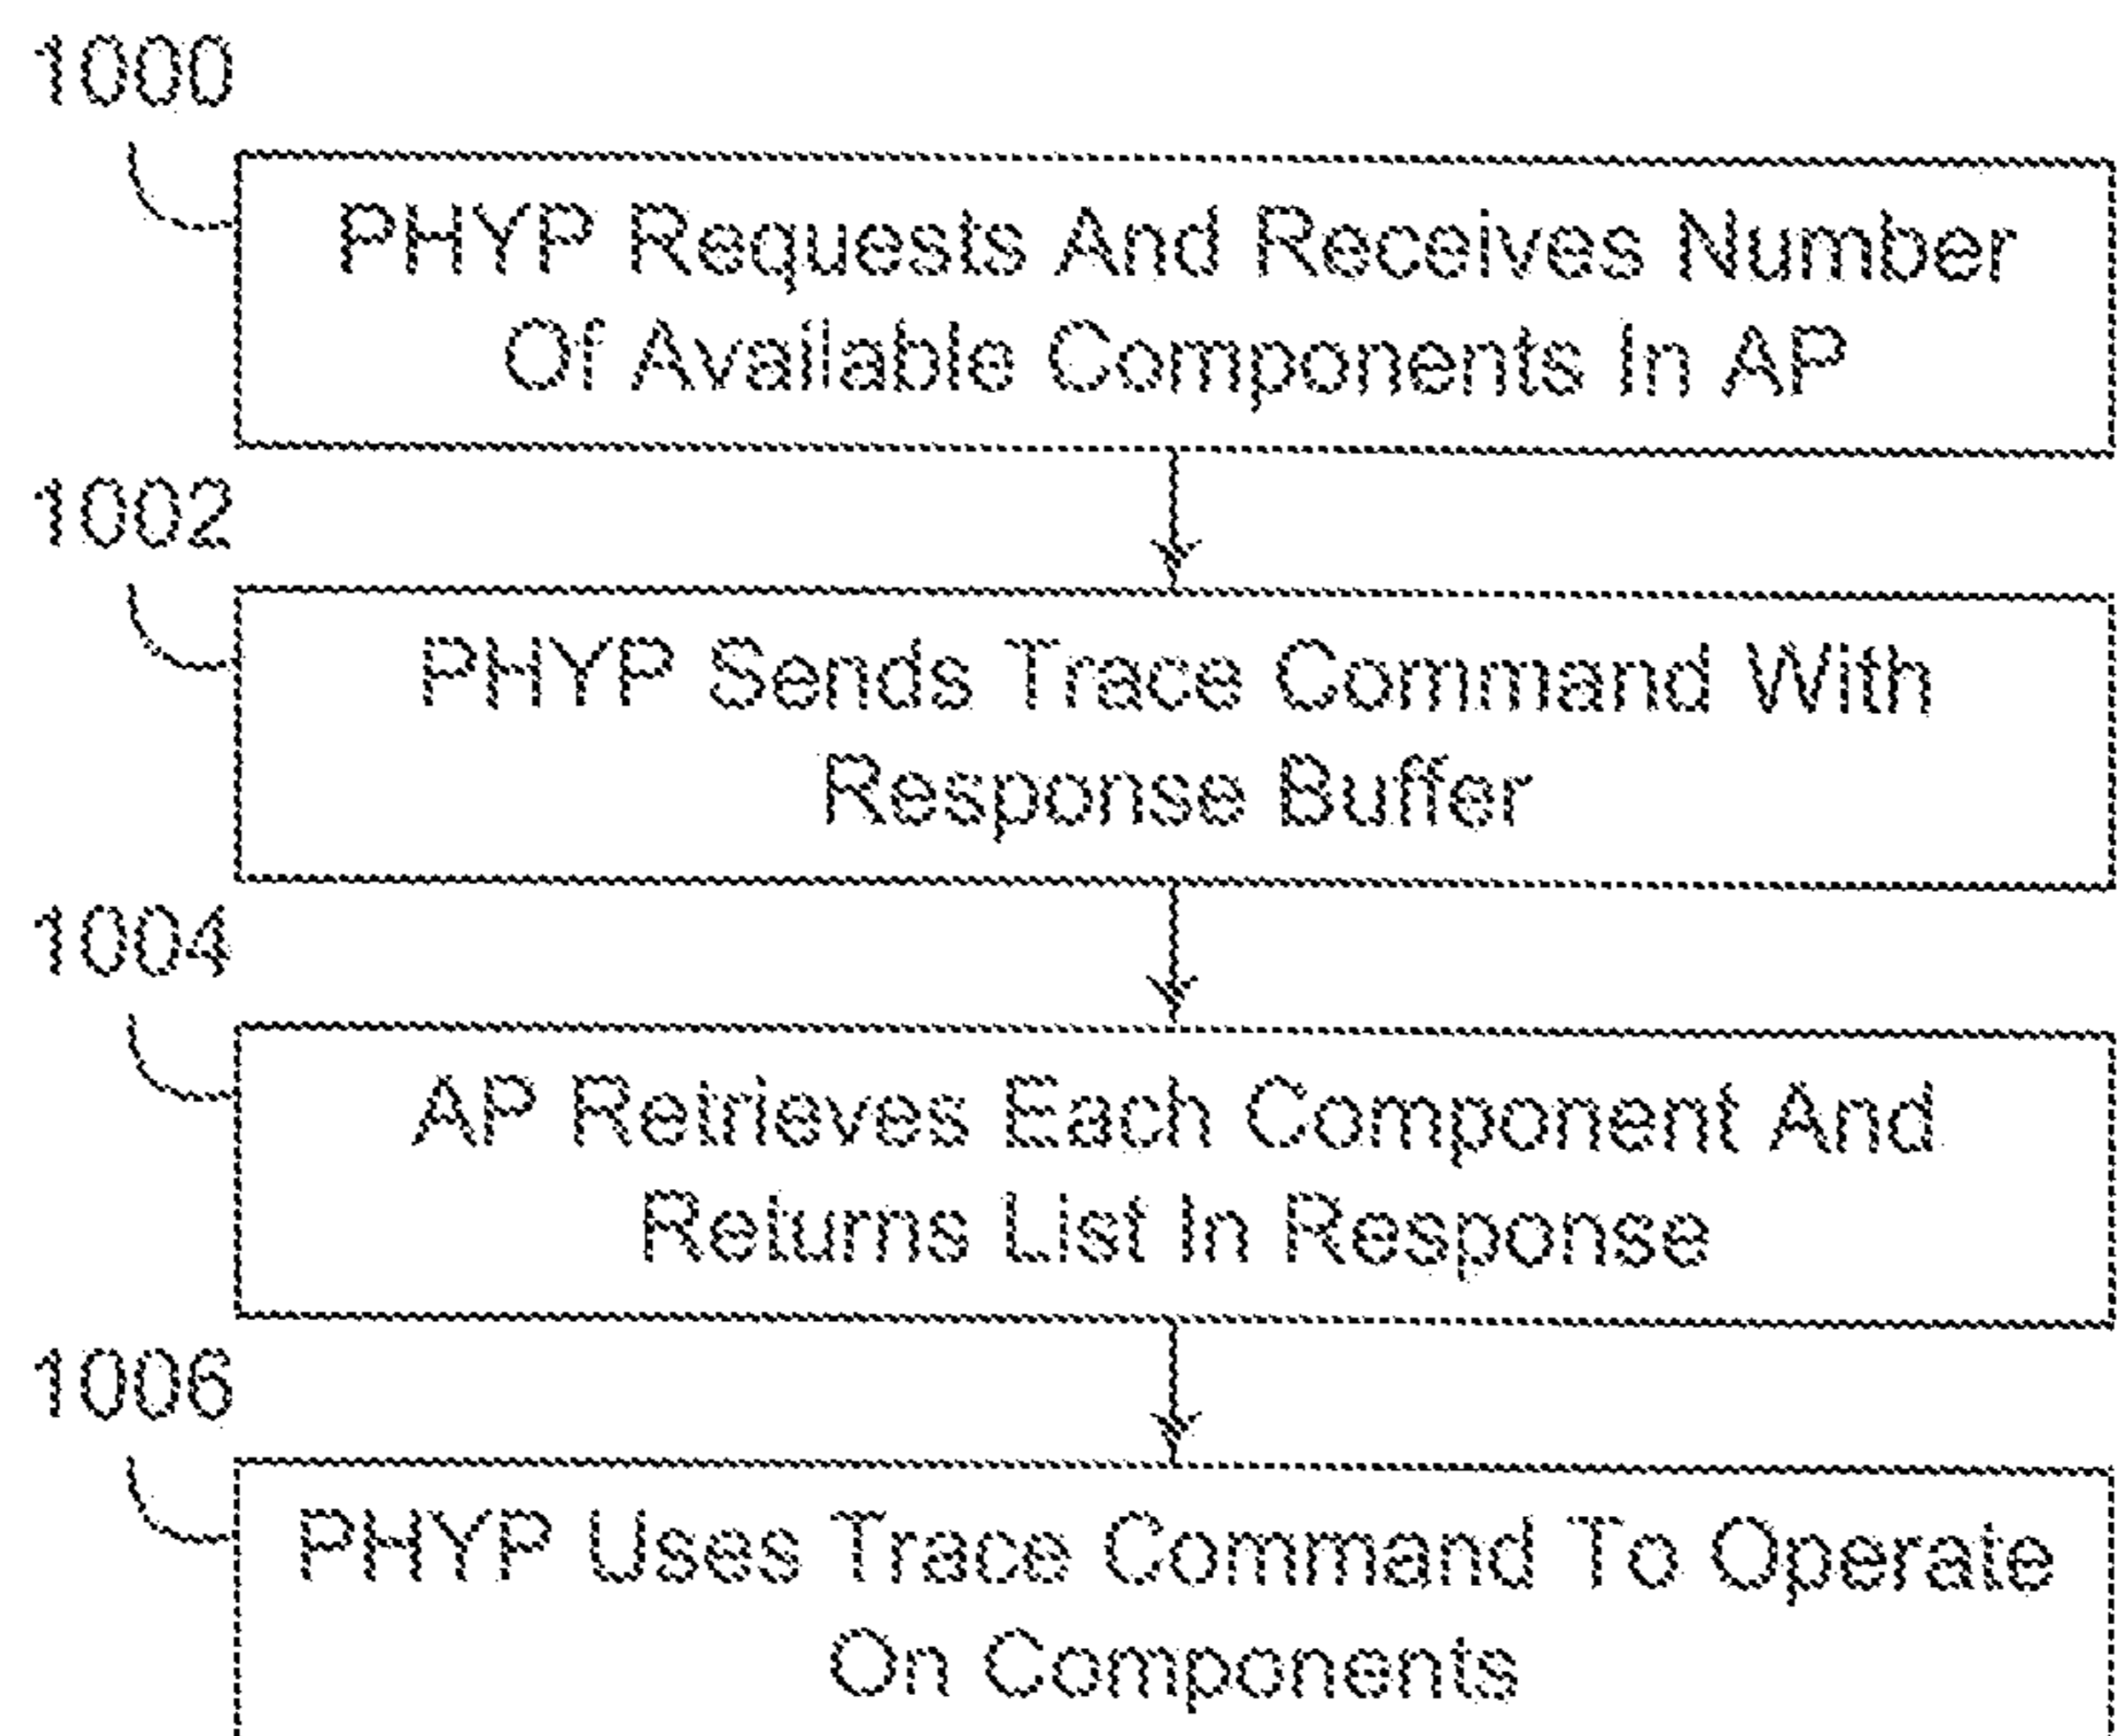 1000
PHYP Requests And Receives Number
Of Available Components In AP
1002
PHYP Sends Trace Command With
Response Buffer
1004
AP Retrieves Each Component And
Returns List In Response
1006
PHYP Uses Trace Command To Operate
On Components